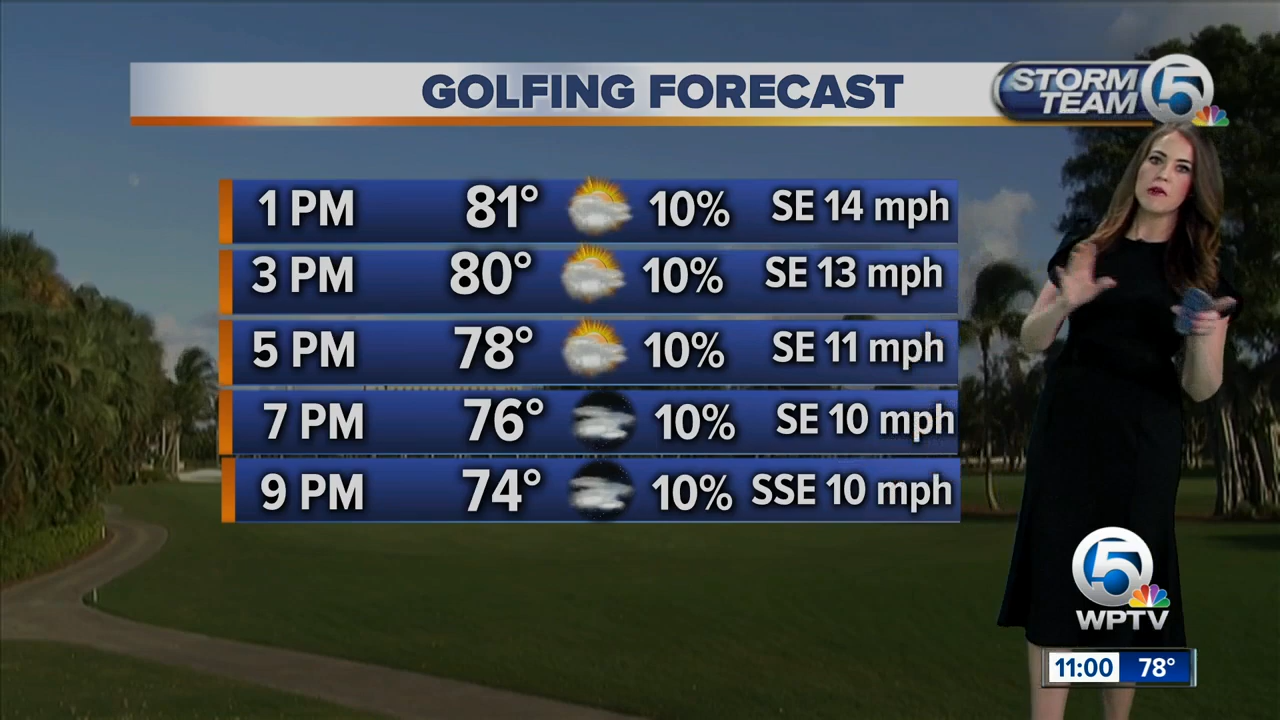 GOLFING FORECAST
STORM
TEAM 5
1 PM 81° 10% SE 14 mph
3 PM 80° 10% SE 13 mph
5 PM 78° 10% SE 11 mph
7 PM 76° 10% SE 10 mph
9 PM 74° 10% SSE 10 mph
5
WPTV
11:00 78°